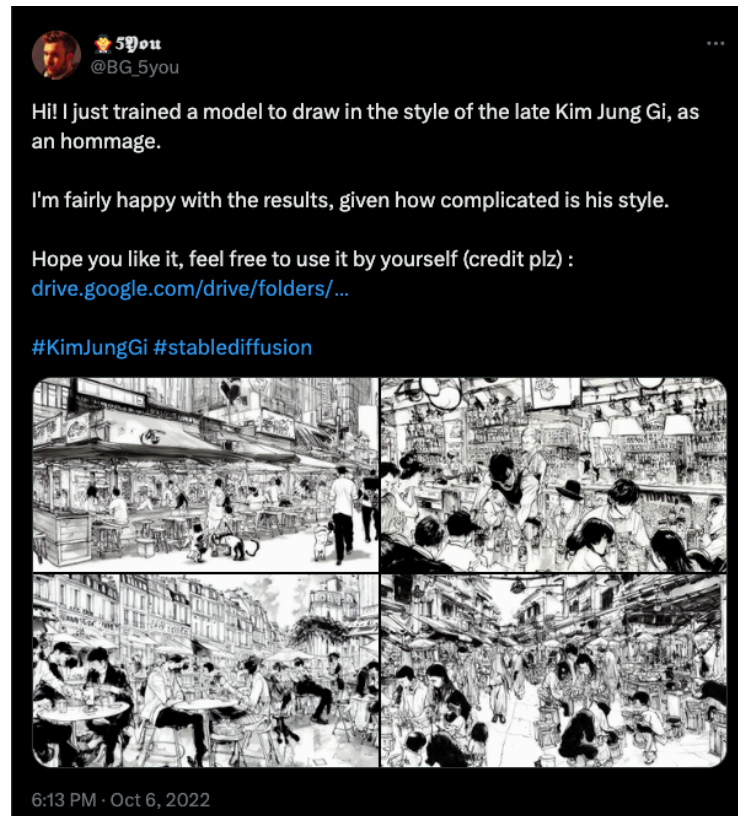 5𝖄𝖔𝖚
@BG_5you
Hi! I just trained a model to draw in the style of the late Kim Jung Gi, as
an hommage.
I'm fairly happy with the results, given how complicated is his style.
Hope you like it, feel free to use it by yourself (credit plz) :
drive.google.com/drive/folders/...
#KimJungGi #stablediffusion
6:13 PM · Oct 6, 2022